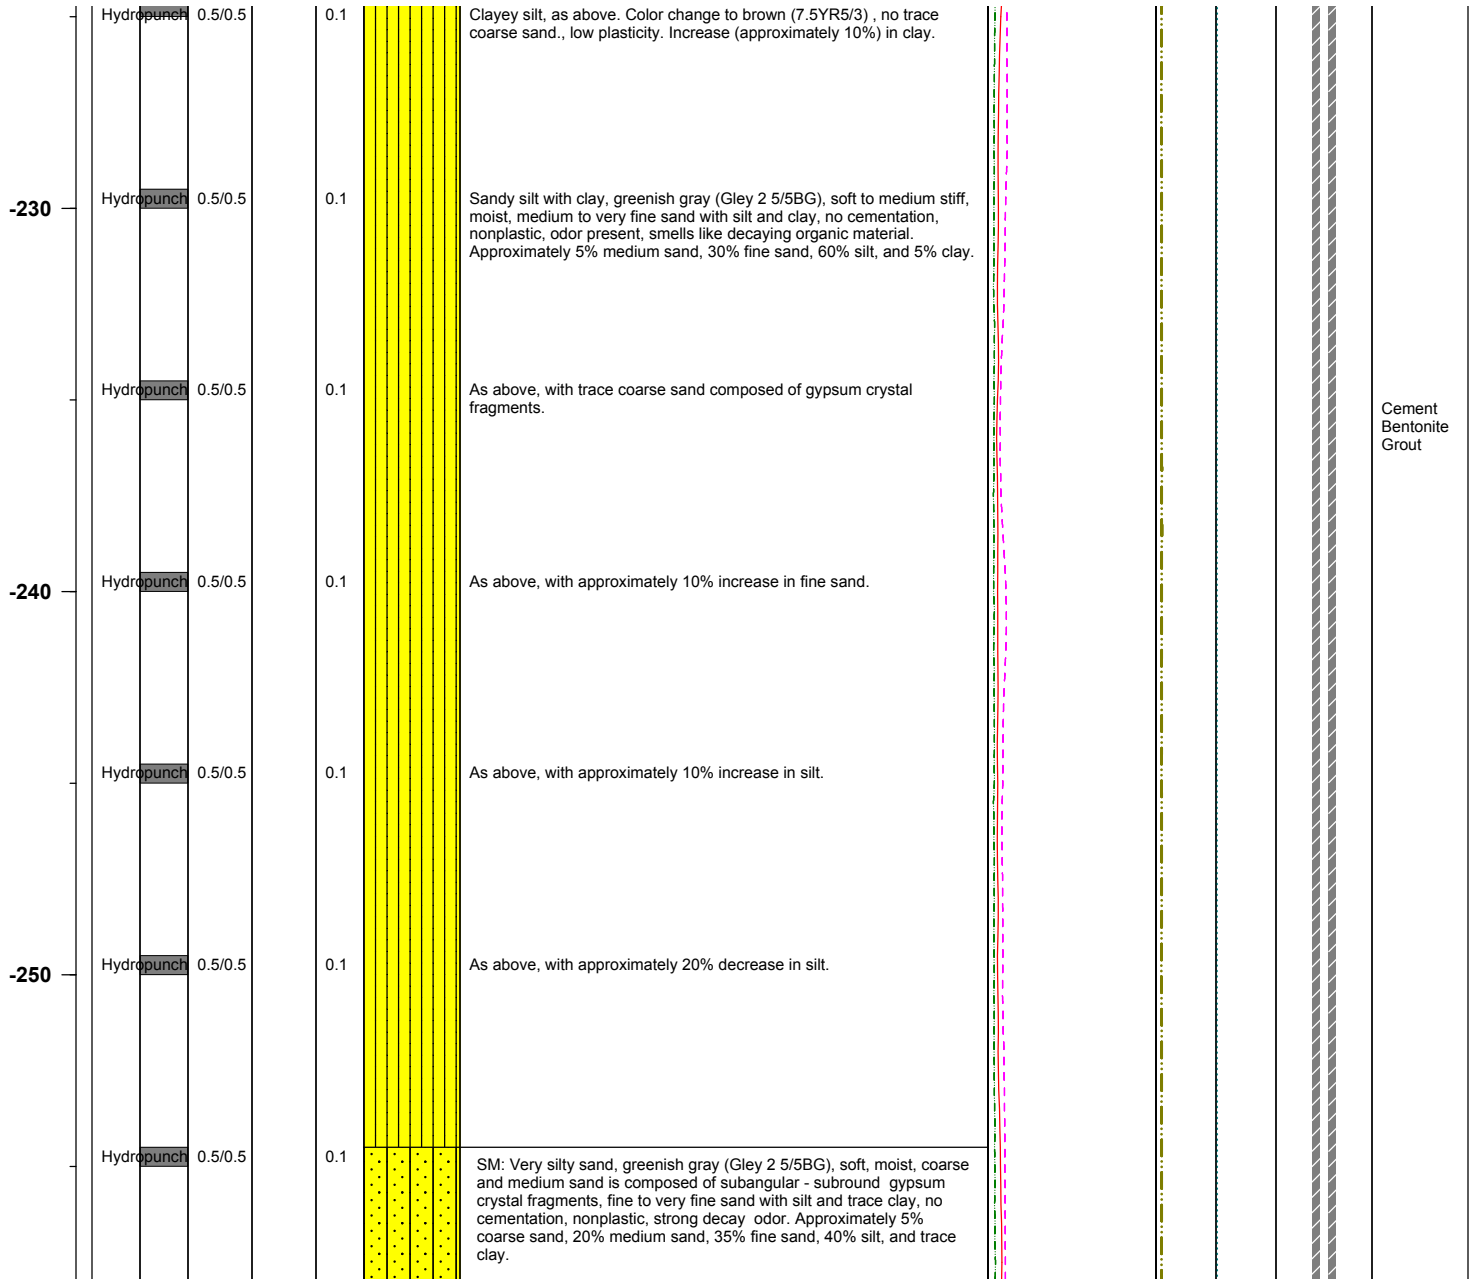 Hydropunch 0.5/0.5 0.1 Clayey silt, as above. Color change to brown (7.5YR5/3) , no trace
coarse sand., low plasticity. Increase (approximately 10%) in clay.
-230 Hydropunch 0.5/0.5 0.1 Sandy silt with clay, greenish gray (Gley 2 5/5BG), soft to medium stiff,
moist, medium to very fine sand with silt and clay, no cementation,
nonplastic, odor present, smells like decaying organic material.
Approximately 5% medium sand, 30% fine sand, 60% silt, and 5% clay.
Hydropunch 0.5/0.5 0.1 As above, with trace coarse sand composed of gypsum crystal
fragments.
Cement
Bentonite
Grout
-240 Hydropunch 0.5/0.5 0.1 As above, with approximately 10% increase in fine sand.
Hydropunch 0.5/0.5 0.1 As above, with approximately 10% increase in silt.
-250 Hydropunch 0.5/0.5 0.1 As above, with approximately 20% decrease in silt.
Hydropunch 0.5/0.5 0.1 SM: Very silty sand, greenish gray (Gley 2 5/5BG), soft, moist, coarse
and medium sand is composed of subangular - subround gypsum
crystal fragments, fine to very fine sand with silt and trace clay, no
cementation, nonplastic, strong decay odor. Approximately 5%
coarse sand, 20% medium sand, 35% fine sand, 40% silt, and trace
clay.